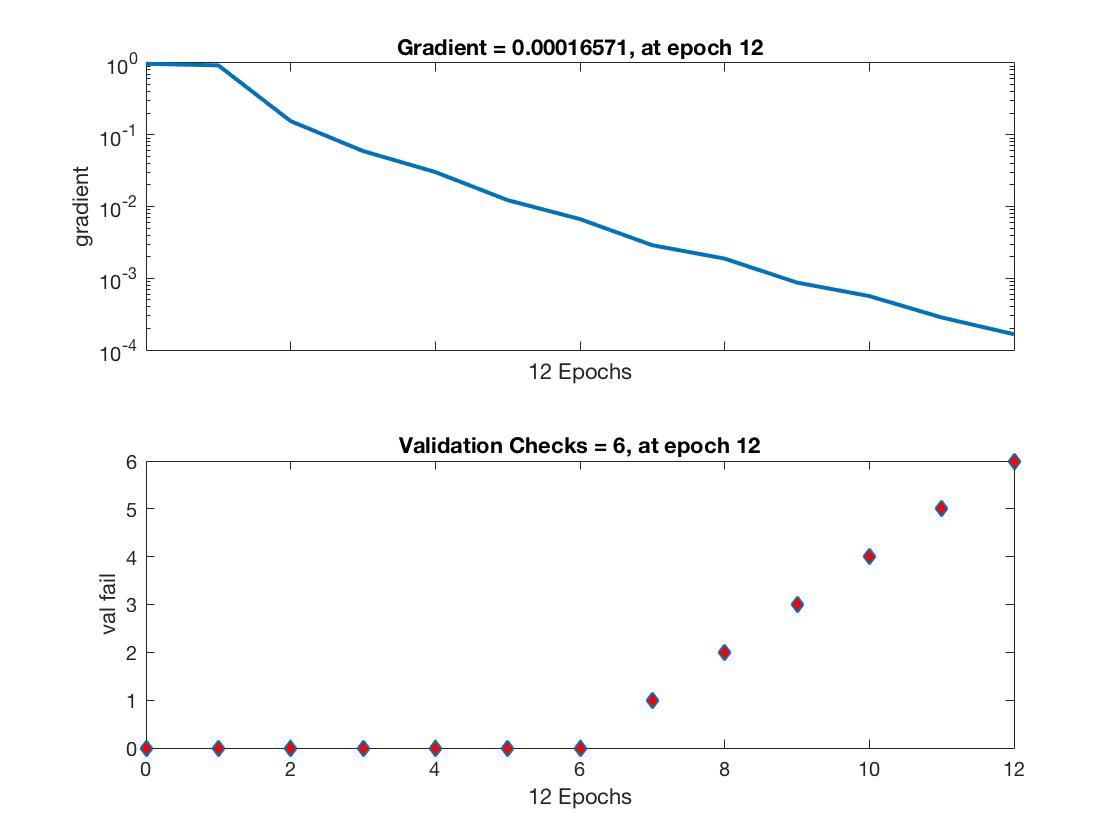 Gradient = 0.00016571, at epoch 12
10^0
10^-1
10^-2
10^-3
10^-4
gradient
12 Epochs
Validation Checks = 6, at epoch 12
6
5
4
3
2
1
0
val fail
0 2 4 6 8 10 12
12 Epochs